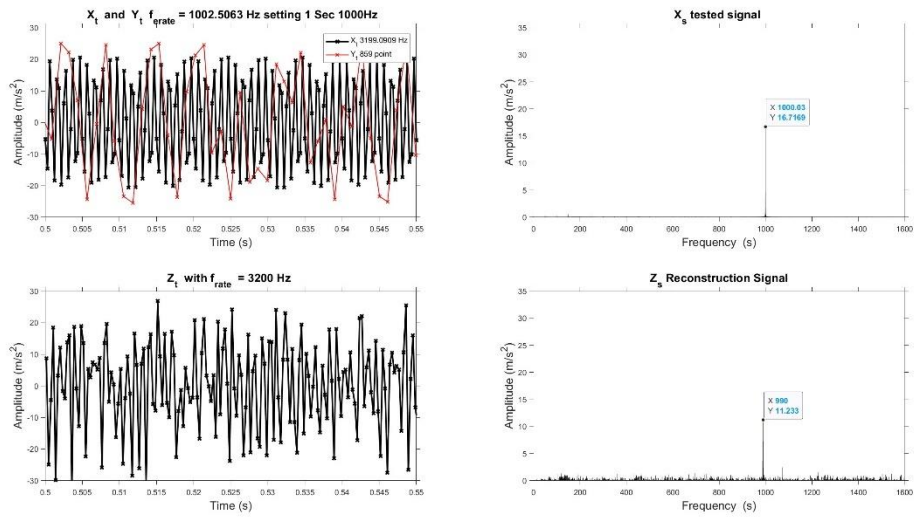 X_t and Y_t f_erate = 1002.5063 Hz setting 1 Sec 1000Hz
X_t 3199.0909 Hz
Y_t 859 point
Amplitude (m/s²)
30
20
10
0
-10
-20
-30
0.5 0.505 0.51 0.515 0.52 0.525 0.53 0.535 0.54 0.545 0.55
Time (s)
X_s tested signal
X 1000.03
Y 16.7169
Amplitude (m/s²)
35
30
25
20
15
10
5
0
0 200 400 600 800 1000 1200 1400 1600
Frequency (s)
Z_t with f_rate = 3200 Hz
Amplitude (m/s²)
30
20
10
0
-10
-20
-30
0.5 0.505 0.51 0.515 0.52 0.525 0.53 0.535 0.54 0.545 0.55
Time (s)
Z_s Reconstruction Signal
X 990
Y 11.233
Amplitude (m/s²)
35
30
25
20
15
10
5
0
0 200 400 600 800 1000 1200 1400 1600
Frequency (s)